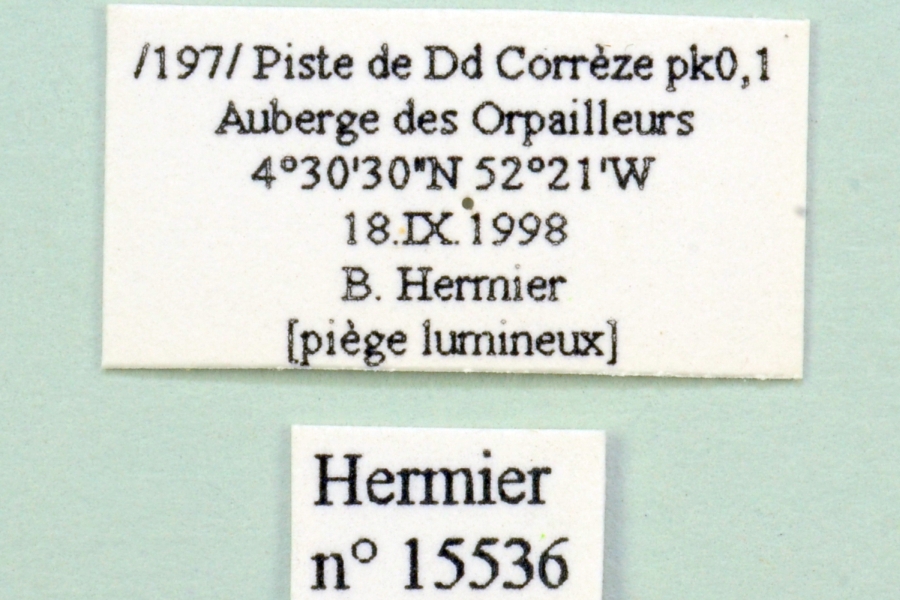 /197/ Piste de Dd Corrèze pk0,1
Auberge des Orpailleurs
4°30'30"N 52°21'W
18.IX.1998
B. Hermier
[piège lumineux]
Hermier
n° 15536